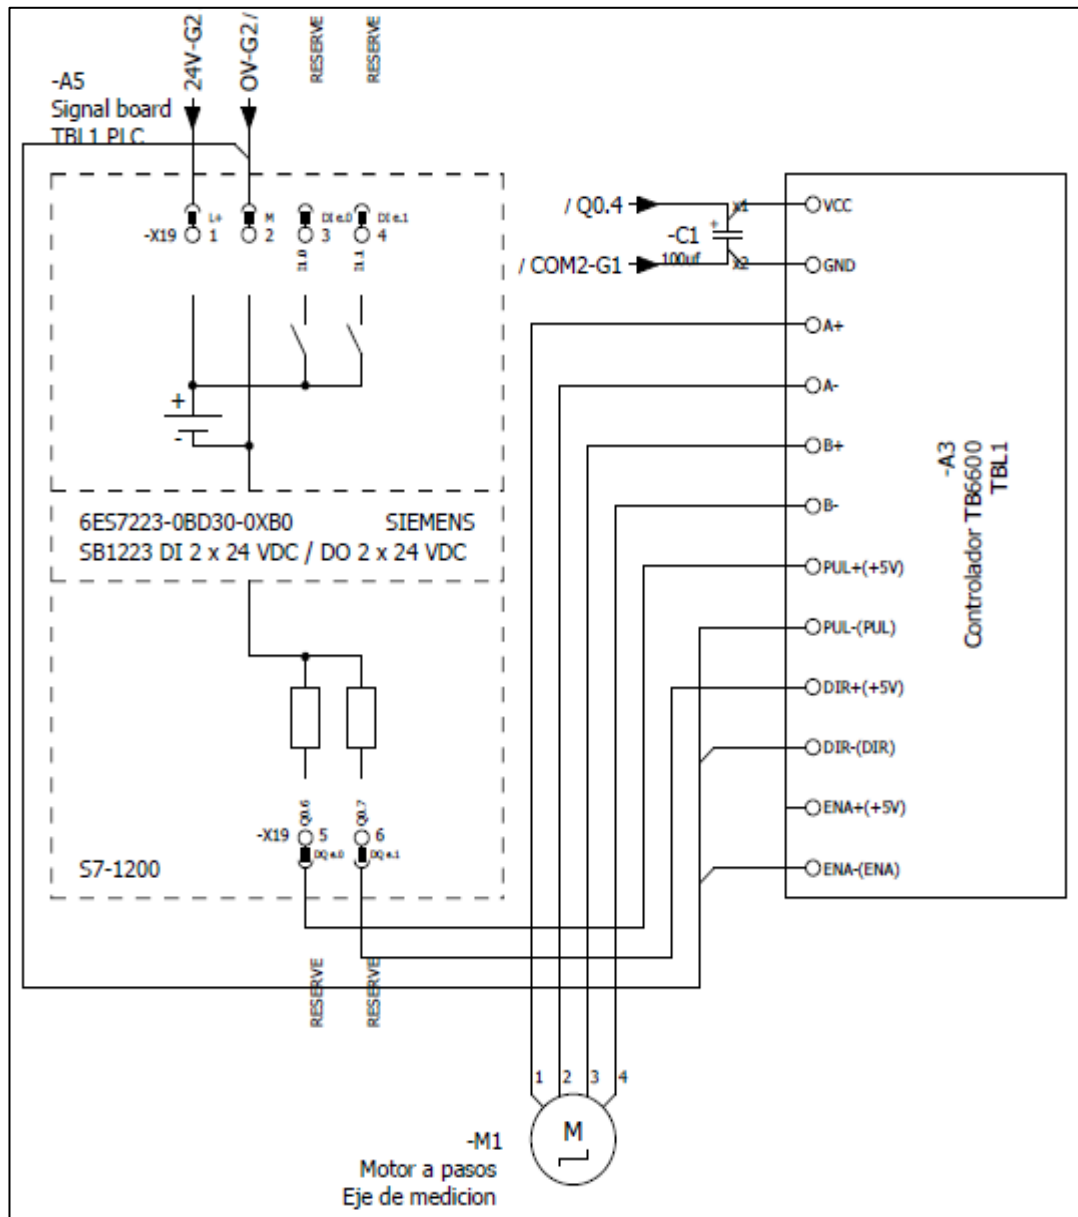 24V-G2
OV-G2 /
RESERVE
RESERVE
-A5
Signal board
TBL1 PLC
L+
M
DI e.0
DI e.1
-X19
1
2
3
4
I1.0
I1.1
+
-
6ES7223-0BD30-0XB0
SIEMENS
SB1223 DI 2 x 24 VDC / DO 2 x 24 VDC
Q0.6
Q0.7
-X19
5
6
DQ e.0
DQ e.1
S7-1200
RESERVE
RESERVE
/ Q0.4
/ COM2-G1
-C1
100uf
+
x1
x2
VCC
GND
A+
A-
B+
B-
PUL+(+5V)
PUL-(PUL)
DIR+(+5V)
DIR-(DIR)
ENA+(+5V)
ENA-(ENA)
-A3
Controlador TB6600
TBL1
1
2
3
4
M
-M1
Motor a pasos
Eje de medicion